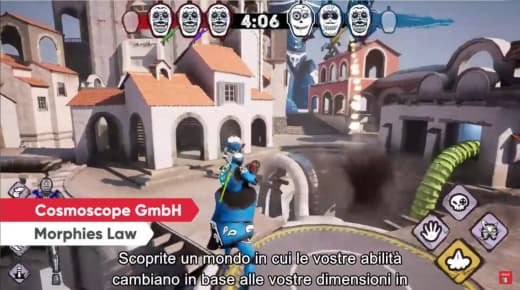 4:06
Cosmoscope GmbH
Morphies Law
Scoprite un mondo in cui le vostre abilità
cambiano in base alle vostre dimensioni in